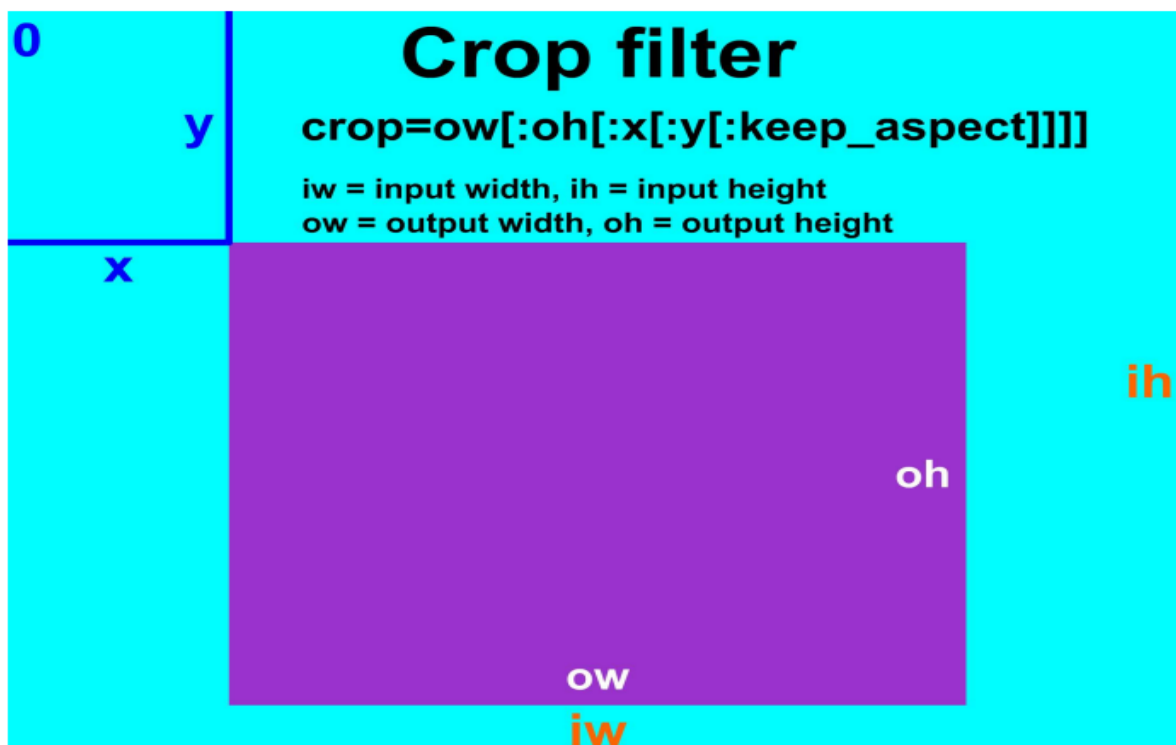 0
Crop filter
y
crop=ow[:oh[:x[:y[:keep_aspect]]]]
iw = input width, ih = input height
ow = output width, oh = output height
x
ih
oh
ow
iw